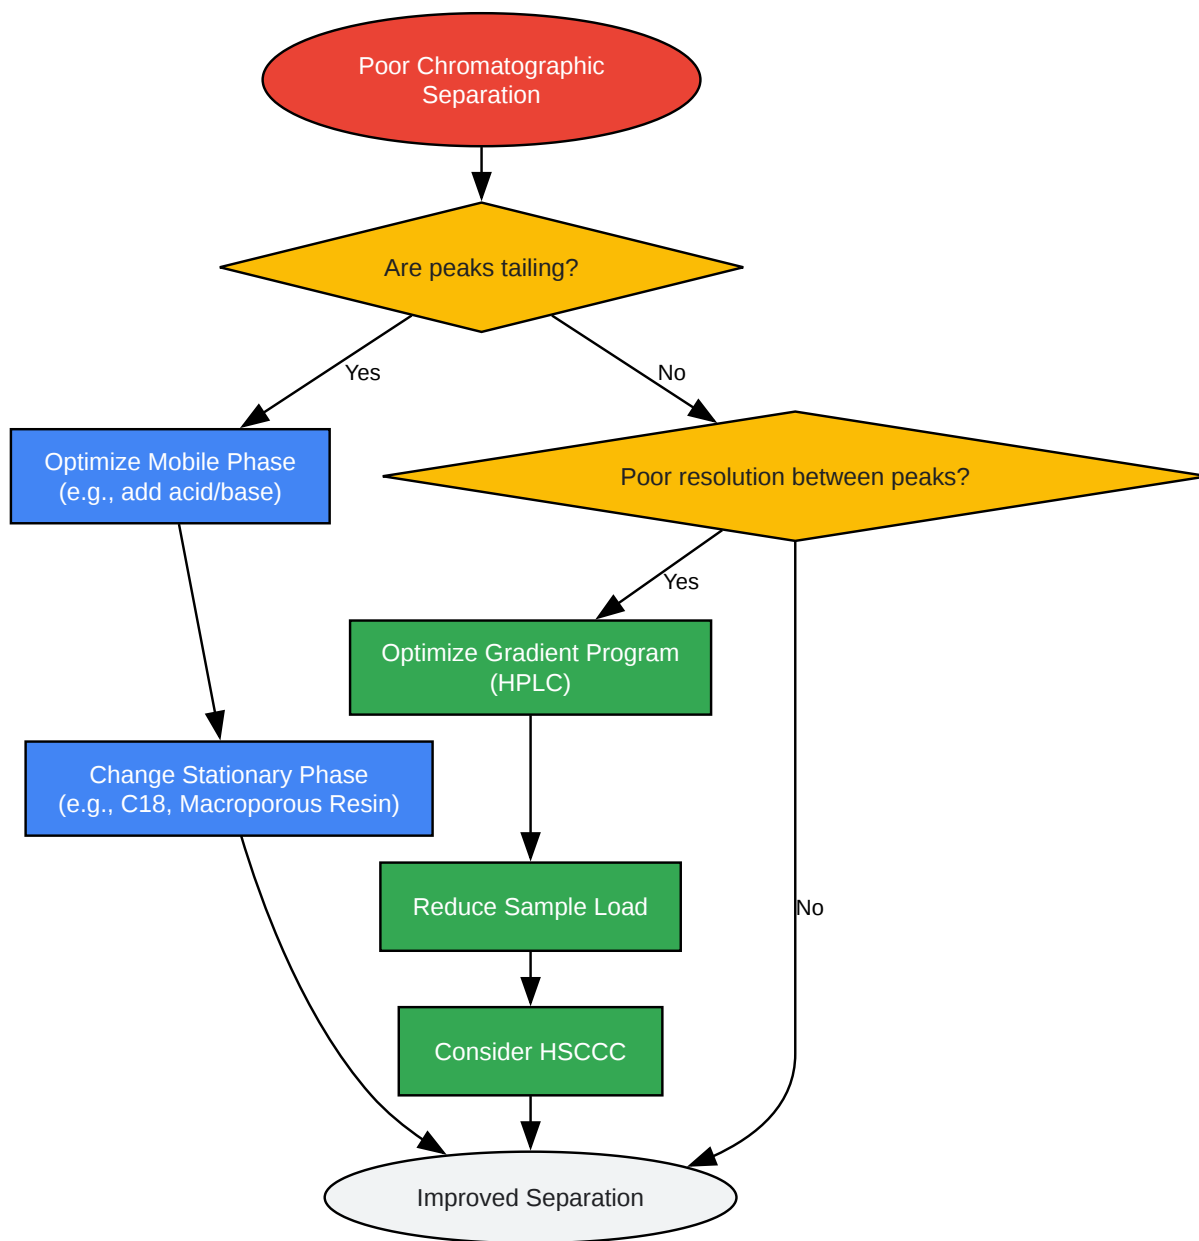 Poor Chromatographic
Separation
Are peaks tailing?
Yes
No
Optimize Mobile Phase
(e.g., add acid/base)
Poor resolution between peaks?
Yes
Optimize Gradient Program
(HPLC)
Change Stationary Phase
(e.g., C18, Macroporous Resin)
Reduce Sample Load
No
Consider HSCCC
Improved Separation